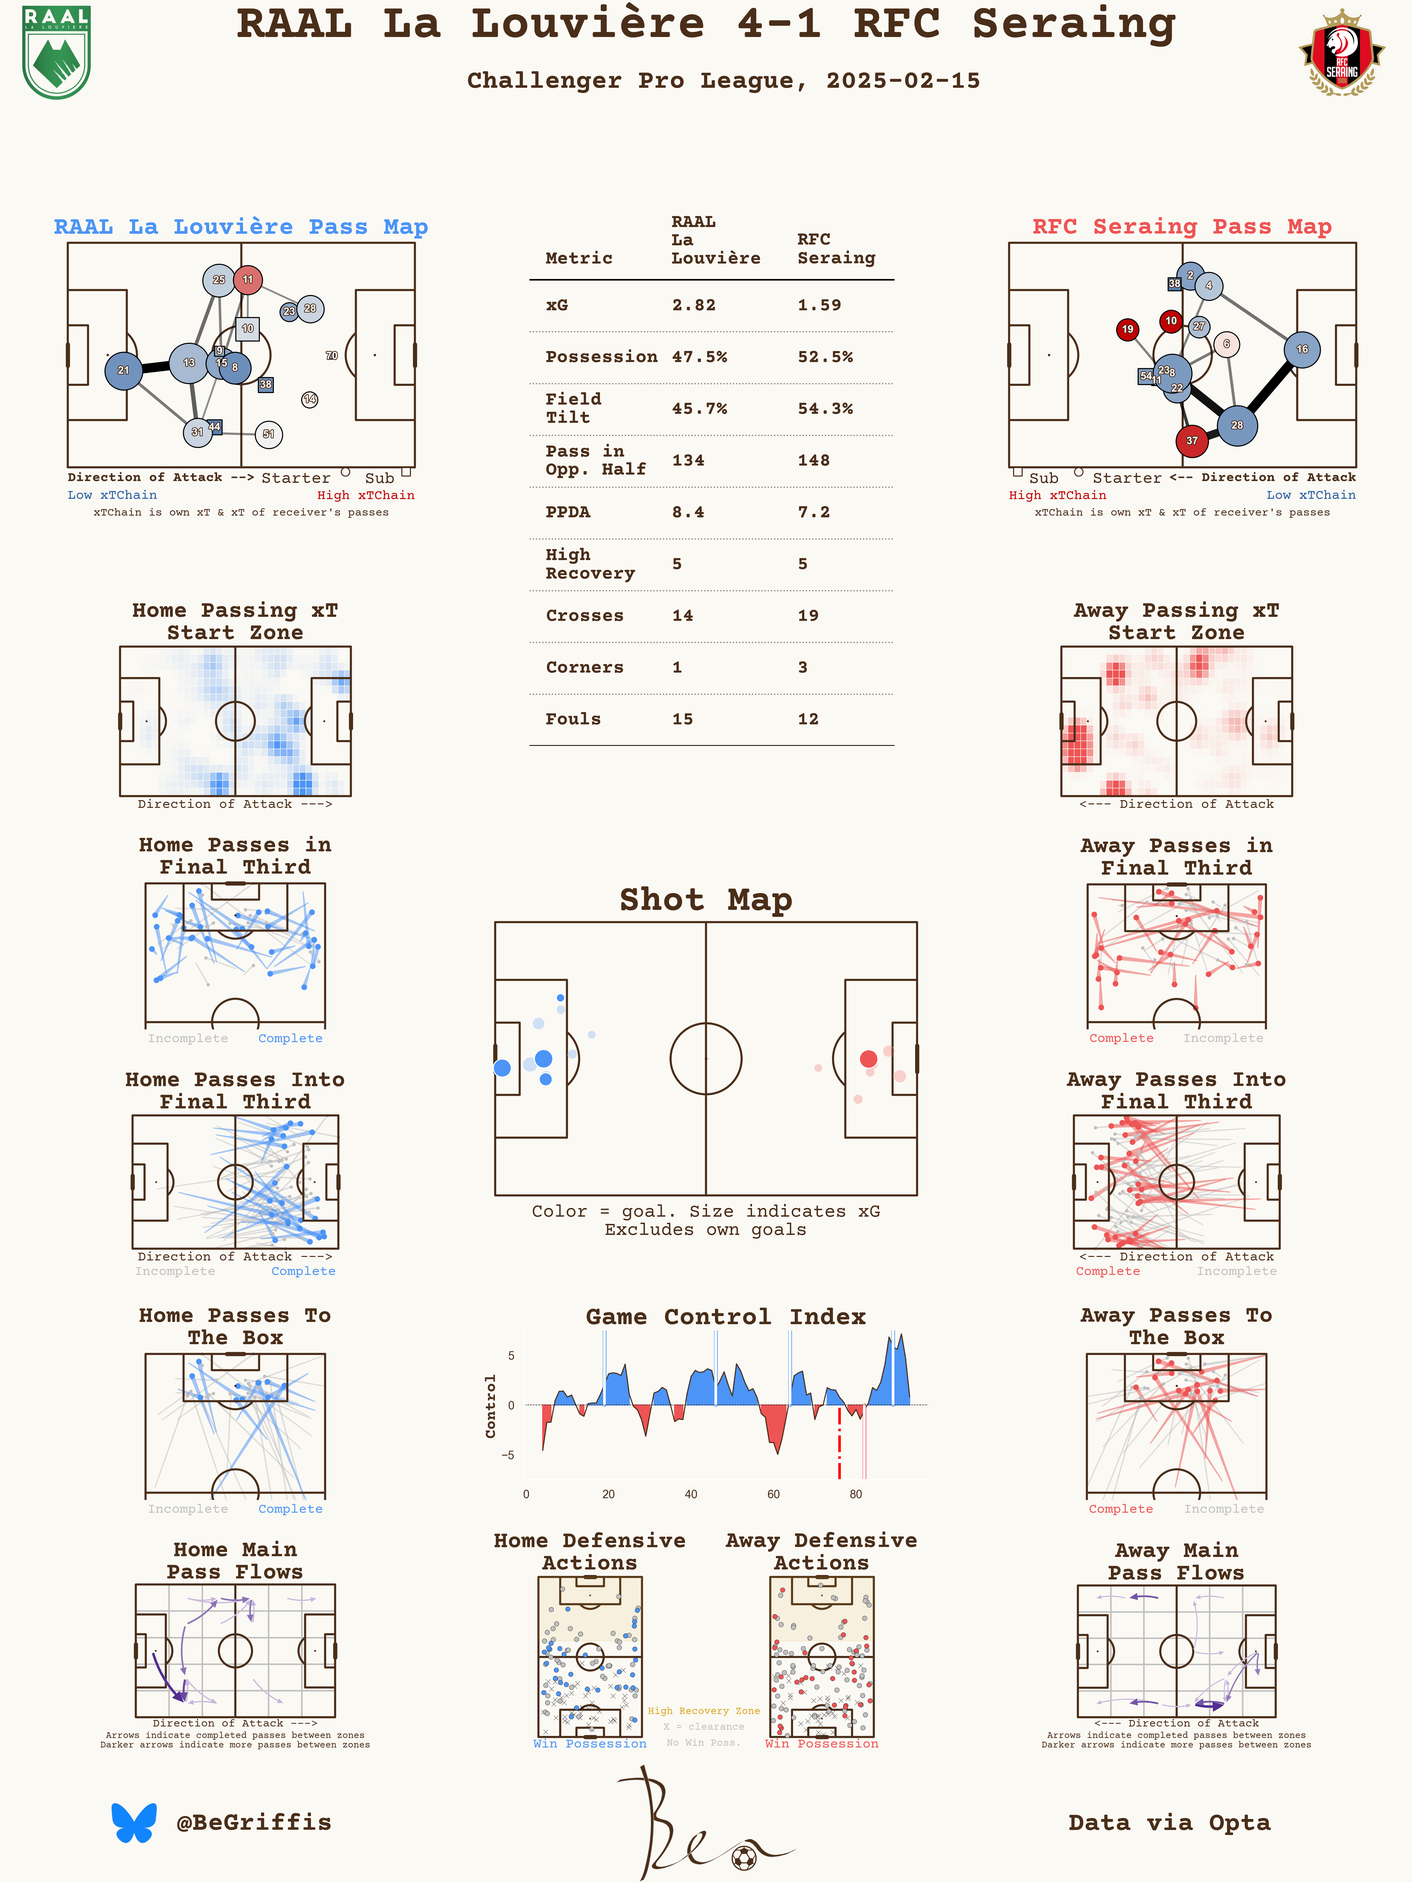 RAAL La Louvière 4-1 RFC Seraing
Challenger Pro League, 2025-02-15
RAAL
LA LOUVIÈRE
RFC
SERAING
RAAL La Louvière Pass Map
25
11
23
28
10
9
70
13
15
8
21
38
14
31
44
51
Direction of Attack --> Starter Sub
Low xTChain High xTChain
xTChain is own xT & xT of receiver's passes
Metric RAAL La Louvière RFC Seraing
xG 2.82 1.59
Possession 47.5% 52.5%
Field Tilt 45.7% 54.3%
Pass in Opp. Half 134 148
PPDA 8.4 7.2
High Recovery 5 5
Crosses 14 19
Corners 1 3
Fouls 15 12
RFC Seraing Pass Map
2
38
4
10
27
19
6
16
23
8
54
11
22
28
37
Sub Starter <-- Direction of Attack
High xTChain Low xTChain
xTChain is own xT & xT of receiver's passes
Home Passing xT
Start Zone
Direction of Attack --->
Away Passing xT
Start Zone
<--- Direction of Attack
Home Passes in
Final Third
Incomplete Complete
Away Passes in
Final Third
Complete Incomplete
Shot Map
Color = goal. Size indicates xG
Excludes own goals
Home Passes Into
Final Third
Direction of Attack --->
Incomplete Complete
Away Passes Into
Final Third
<--- Direction of Attack
Complete Incomplete
Home Passes To
The Box
Incomplete Complete
Game Control Index
Control
5
0
−5
0 20 40 60 80
Away Passes To
The Box
Complete Incomplete
Home Main
Pass Flows
Direction of Attack --->
Arrows indicate completed passes between zones
Darker arrows indicate more passes between zones
Home Defensive
Actions
Win Possession
Away Defensive
Actions
Win Possession
High Recovery Zone
X = clearance
No Win Poss.
Away Main
Pass Flows
<--- Direction of Attack
Arrows indicate completed passes between zones
Darker arrows indicate more passes between zones
@BeGriffis
Ben
Data via Opta